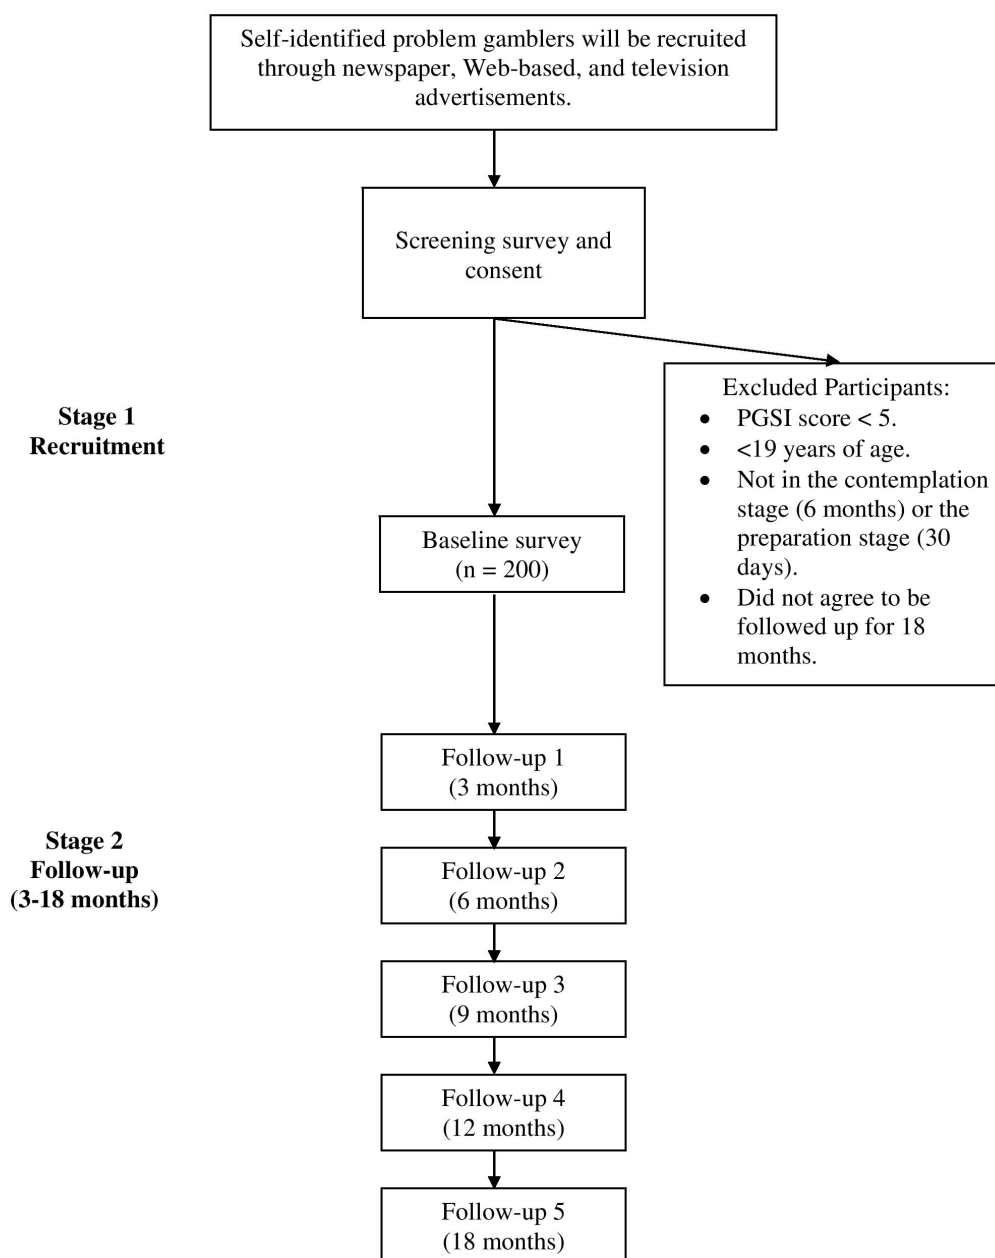 Self-identified problem gamblers will be recruited
through newspaper, Web-based, and television
advertisements.
Screening survey and
consent
Stage 1
Recruitment
Excluded Participants:
• PGSI score < 5.
• <19 years of age.
• Not in the contemplation
stage (6 months) or the
preparation stage (30
days).
• Did not agree to be
followed up for 18
months.
Baseline survey
(n = 200)
Stage 2
Follow-up
(3-18 months)
Follow-up 1
(3 months)
Follow-up 2
(6 months)
Follow-up 3
(9 months)
Follow-up 4
(12 months)
Follow-up 5
(18 months)